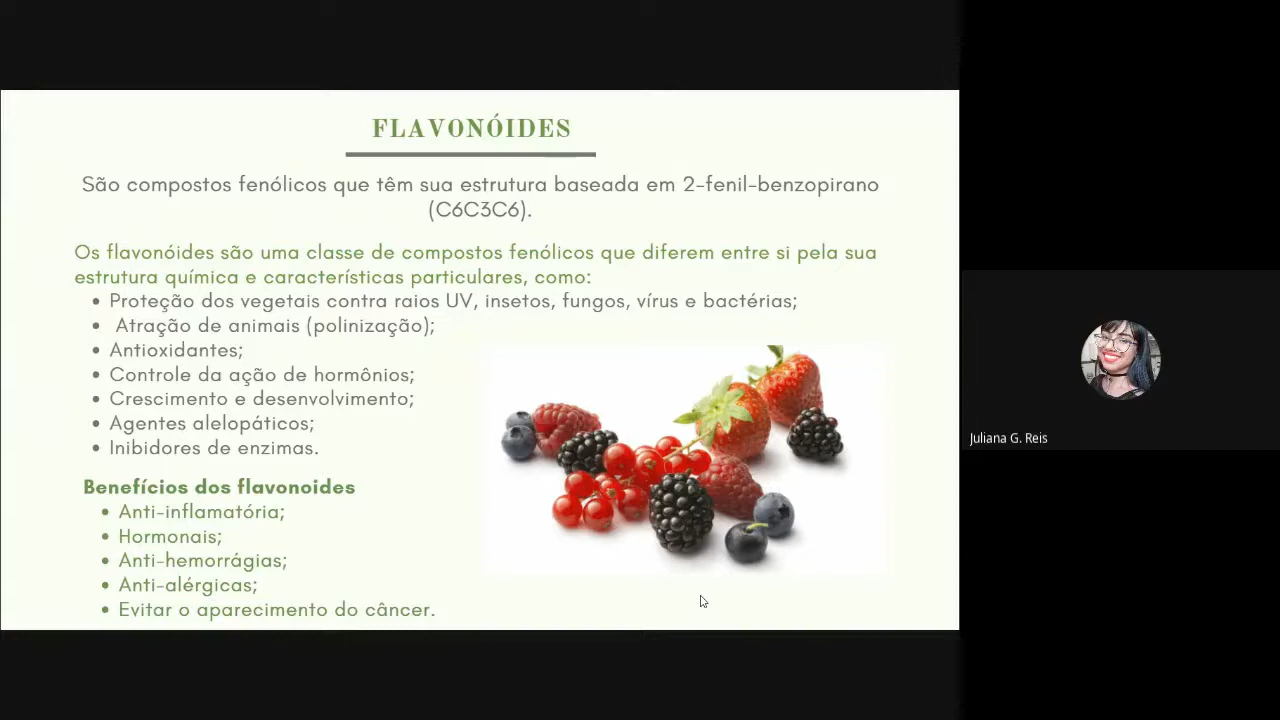 FLAVONÓIDES
São compostos fenólicos que têm sua estrutura baseada em 2-fenil-benzopirano
(C6C3C6).
Os flavonóides são uma classe de compostos fenólicos que diferem entre si pela sua
estrutura química e características particulares, como:
• Proteção dos vegetais contra raios UV, insetos, fungos, vírus e bactérias;
• Atração de animais (polinização);
• Antioxidantes;
• Controle da ação de hormônios;
• Crescimento e desenvolvimento;
• Agentes alelopáticos;
• Inibidores de enzimas.
Benefícios dos flavonoides
• Anti-inflamatória;
• Hormonais;
• Anti-hemorrágias;
• Anti-alérgicas;
• Evitar o aparecimento do câncer.
Juliana G. Reis